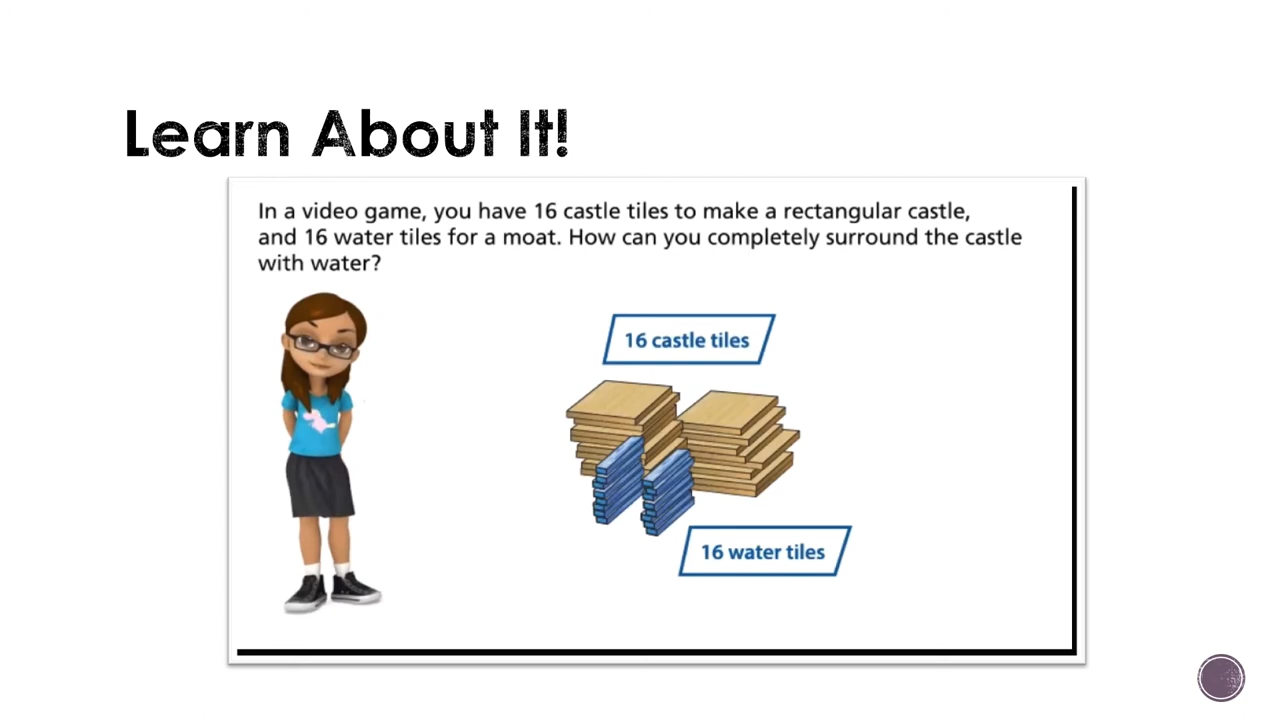 Learn About It!
In a video game, you have 16 castle tiles to make a rectangular castle,
and 16 water tiles for a moat. How can you completely surround the castle
with water?
16 castle tiles
16 water tiles